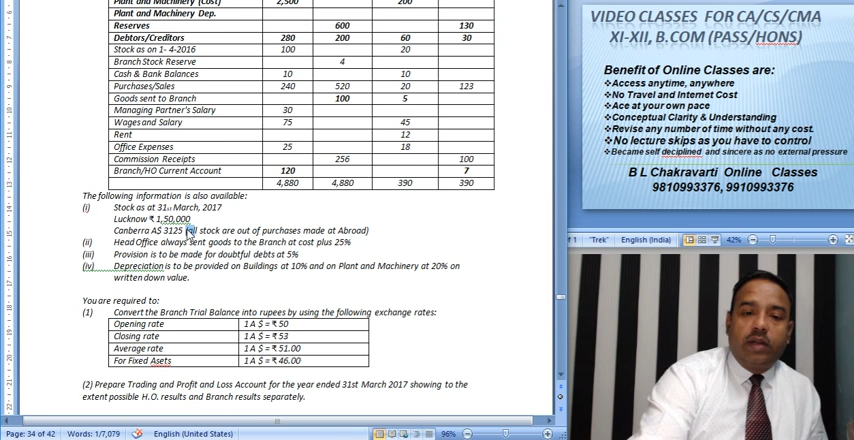 Plant and Machinery (Cost) 2,500 200
Plant and Machinery Dep.
Reserves 600 130
Debtors/Creditors 280 200 60 30
Stock as on 1- 4-2016 100 20
Branch Stock Reserve 4
Cash & Bank Balances 10 10
Purchases/Sales 240 520 20 123
Goods sent to Branch 100 5
Managing Partner's Salary 30
Wages and Salary 75 45
Rent 12
Office Expenses 25 18
Commission Receipts 256 100
Branch/HO Current Account 120 7
4,880 4,880 390 390
The following information is also available:
(i) Stock as at 31st March, 2017
Lucknow ₹ 1,50,000
Canberra A$ 3125 (all stock are out of purchases made at Abroad)
(ii) Head Office always sent goods to the Branch at cost plus 25%
(iii) Provision is to be made for doubtful debts at 5%
(iv) Depreciation is to be provided on Buildings at 10% and on Plant and Machinery at 20% on
written down value.
You are required to:
(1) Convert the Branch Trial Balance into rupees by using the following exchange rates:
Opening rate 1 A $ = ₹ 50
Closing rate 1 A $ = ₹ 53
Average rate 1 A $ = ₹ 51.00
For Fixed Asets 1 A $ = ₹ 46.00
(2) Prepare Trading and Profit and Loss Account for the year ended 31st March 2017 showing to the
extent possible H.O. results and Branch results separately.
Page: 34 of 42 Words: 1/7,079 English (United States) 96%
VIDEO CLASSES FOR CA/CS/CMA
XI-XII, B.COM (PASS/HONS)
Benefit of Online Classes are:
❖Access anytime, anywhere
❖No Travel and Internet Cost
❖Ace at your own pace
❖Conceptual Clarity & Understanding
❖Revise any number of time without any cost.
❖No lecture skips as you have to control
❖Became self deciplined and sincere as no external pressure
B L Chakravarti Online Classes
9810993376, 9910993376
f 1 "Trek" English (India) 42%